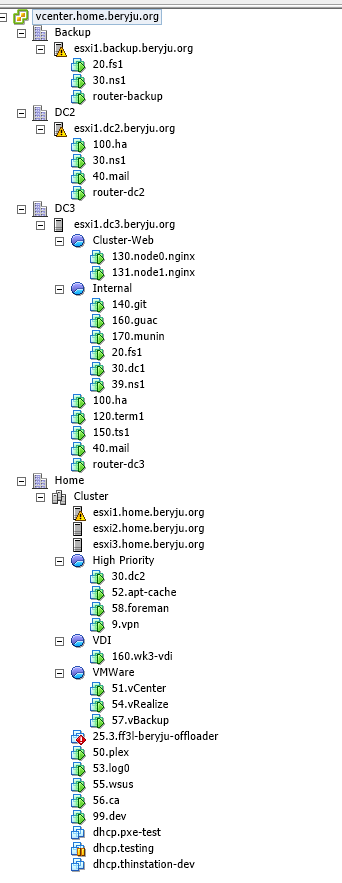 vcenter.home.beryju.org
Backup
esxi1.backup.beryju.org
20.fs1
30.ns1
router-backup
DC2
esxi1.dc2.beryju.org
100.ha
30.ns1
40.mail
router-dc2
DC3
esxi1.dc3.beryju.org
Cluster-Web
130.node0.nginx
131.node1.nginx
Internal
140.git
160.guac
170.munin
20.fs1
30.dc1
39.ns1
100.ha
120.term1
150.ts1
40.mail
router-dc3
Home
Cluster
esxi1.home.beryju.org
esxi2.home.beryju.org
esxi3.home.beryju.org
High Priority
30.dc2
52.apt-cache
58.foreman
9.vpn
VDI
160.wk3-vdi
VMWare
51.vCenter
54.vRealize
57.vBackup
25.3.ff3l-beryju-offloader
50.plex
53.log0
55.wsus
56.ca
99.dev
dhcp.pxe-test
dhcp.testing
dhcp.thinstation-dev